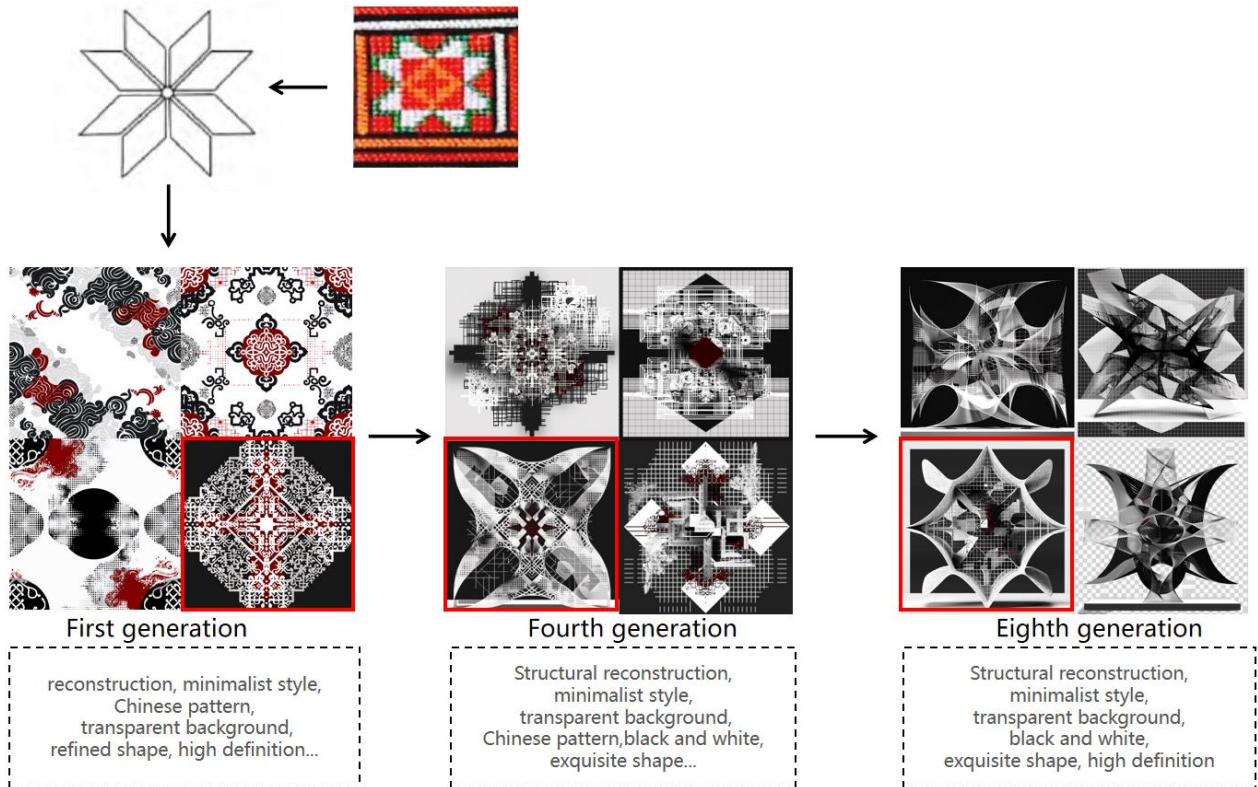 First generation
Fourth generation
Eighth generation
reconstruction, minimalist style,
Chinese pattern,
transparent background,
refined shape, high definition...
Structural reconstruction,
minimalist style,
transparent background,
Chinese pattern,black and white,
exquisite shape...
Structural reconstruction,
minimalist style,
transparent background,
black and white,
exquisite shape, high definition